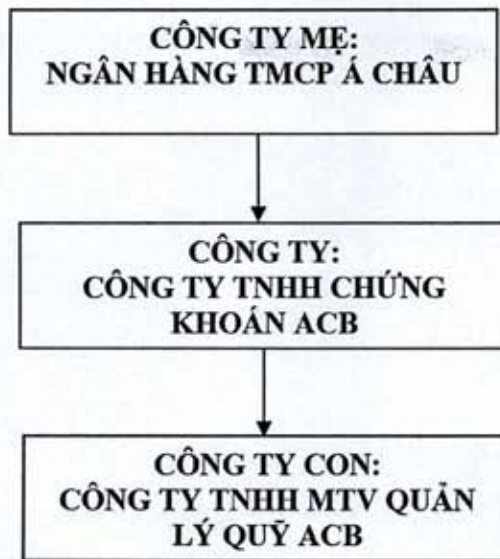 CÔNG TY MẸ:
NGÂN HÀNG TMCP Á CHÂU
CÔNG TY:
CÔNG TY TNHH CHỨNG
KHOÁN ACB
CÔNG TY CON:
CÔNG TY TNHH MTV QUẢN
LÝ QUỸ ACB